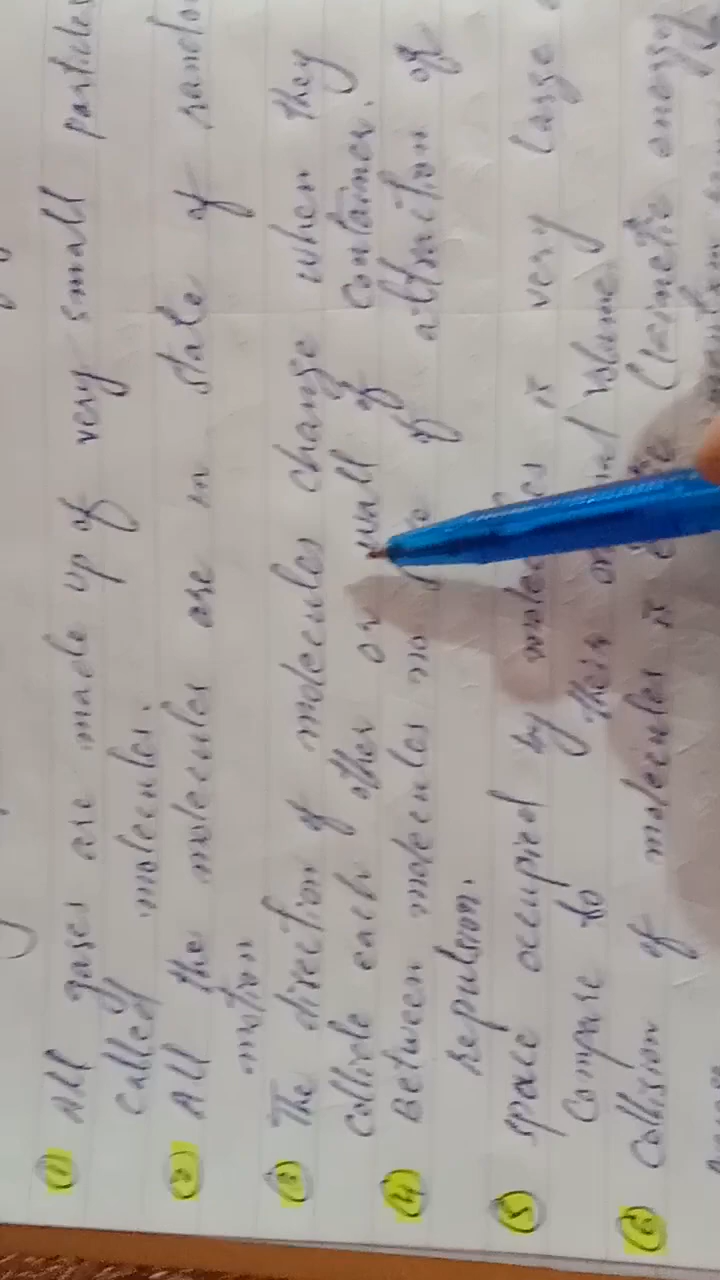 (1) All gases are made up of very small particles
called molecules.
(2) All the molecules are in state of
motion
(3) The direction of molecules change when they
collide each other or wall of container.
(4) Between molecules no of attraction or
repulsion.
(5) space occupied by is very large
compare to their volume.
(6) Collision of molecules is energy